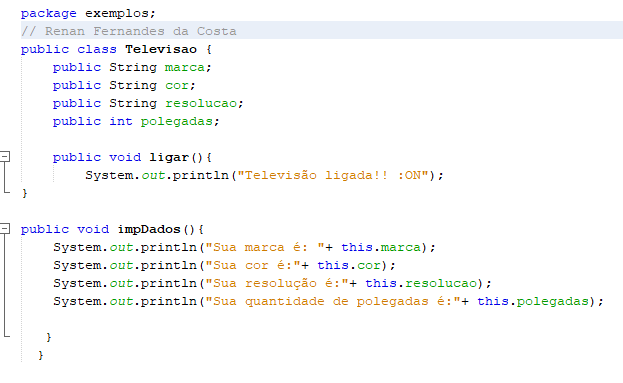 package exemplos;
// Renan Fernandes da Costa
public class Televisao {
    public String marca;
    public String cor;
    public String resolucao;
    public int polegadas;

    public void ligar(){
        System.out.println("Televisão ligada!! :ON");
}

public void impDados(){
    System.out.println("Sua marca é: "+ this.marca);
    System.out.println("Sua cor é:"+ this.cor);
    System.out.println("Sua resolução é:"+ this.resolucao);
    System.out.println("Sua quantidade de polegadas é:"+ this.polegadas);

   }
  }